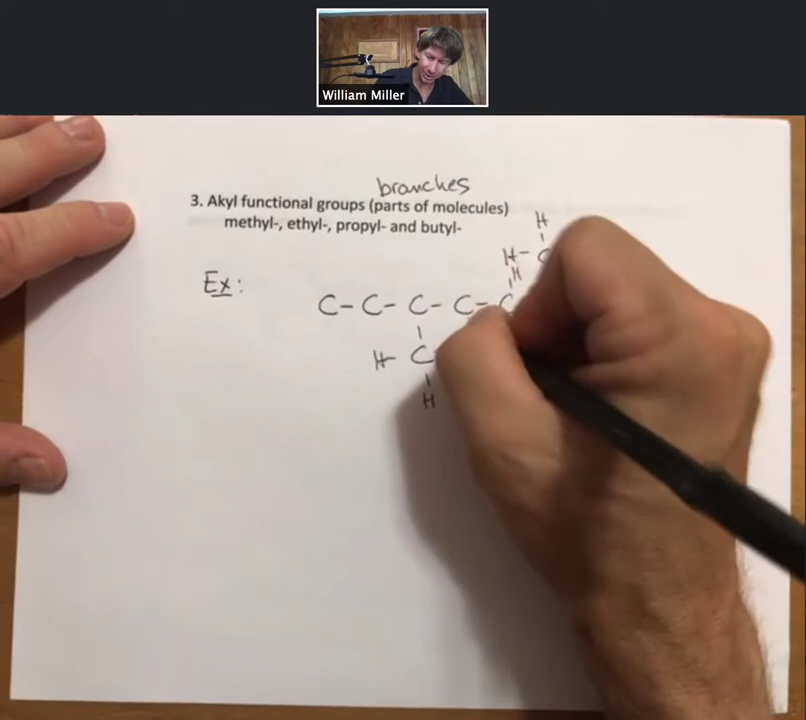 William Miller
branches
3. Akyl functional groups (parts of molecules)
methyl-, ethyl-, propyl- and butyl-
H
H-
H
Ex:
C- C- C- C- C
H- C
H